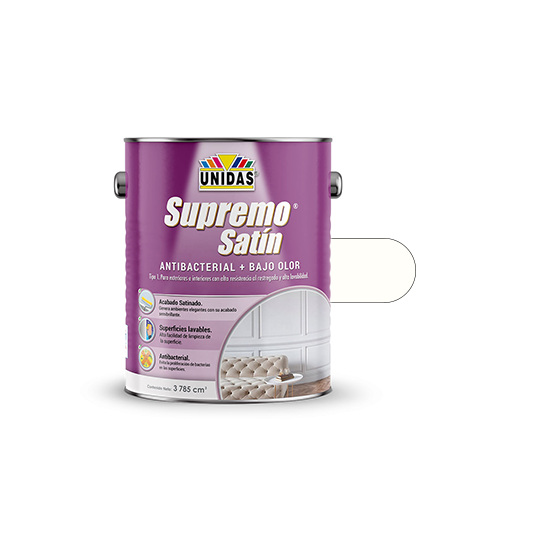 UNIDAS®
Supremo®
Satín
ANTIBACTERIAL + BAJO OLOR
Tipo 1. Para exteriores e interiores con alta resistencia al restregado y alta lavabilidad.
Acabado Satinado.
Genera ambientes elegantes con su acabado
semibrillante.
Superficies lavables.
Alta facilidad de limpieza de
la superficie.
Antibacterial.
Evita la proliferación de bacterias
en las superficies.
Contenido Neto: 3 785 cm³